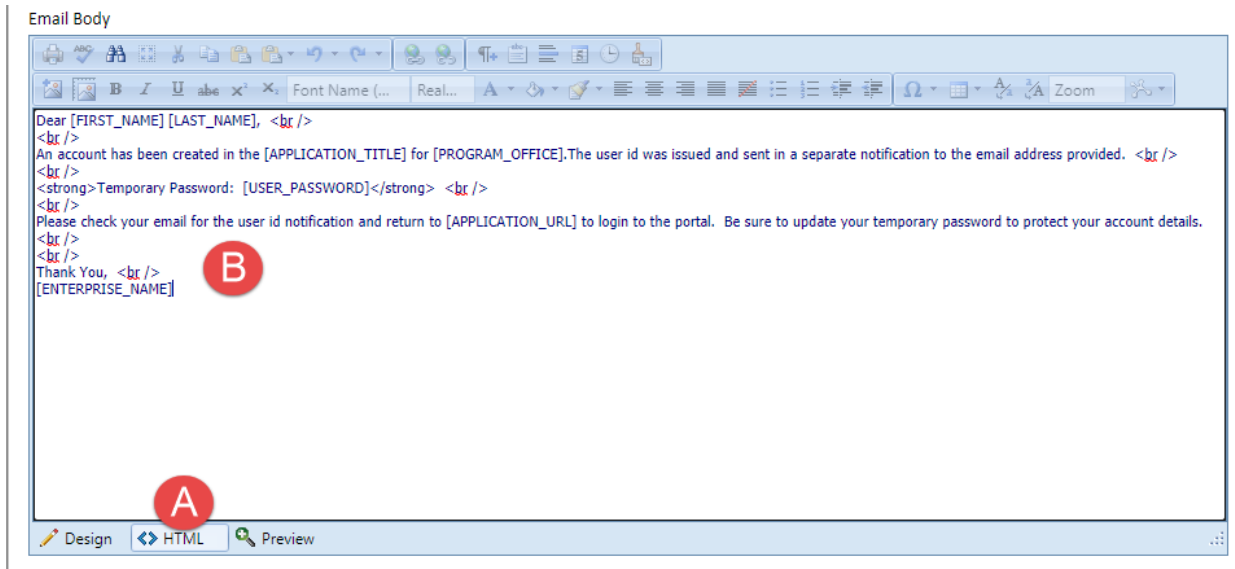 Email Body
ABC
B I U abc x² X₂ Font Name (... Real... A Ω Zoom
Dear [FIRST_NAME] [LAST_NAME],  <br />
<br />
An account has been created in the [APPLICATION_TITLE] for [PROGRAM_OFFICE].The user id was issued and sent in a separate notification to the email address provided.  <br />
<br />
<strong>Temporary Password:  [USER_PASSWORD]</strong>  <br />
<br />
Please check your email for the user id notification and return to [APPLICATION_URL] to login to the portal.  Be sure to update your temporary password to protect your account details.
<br />
<br />
Thank You,  <br />
[ENTERPRISE_NAME]
B
A
Design <> HTML Preview